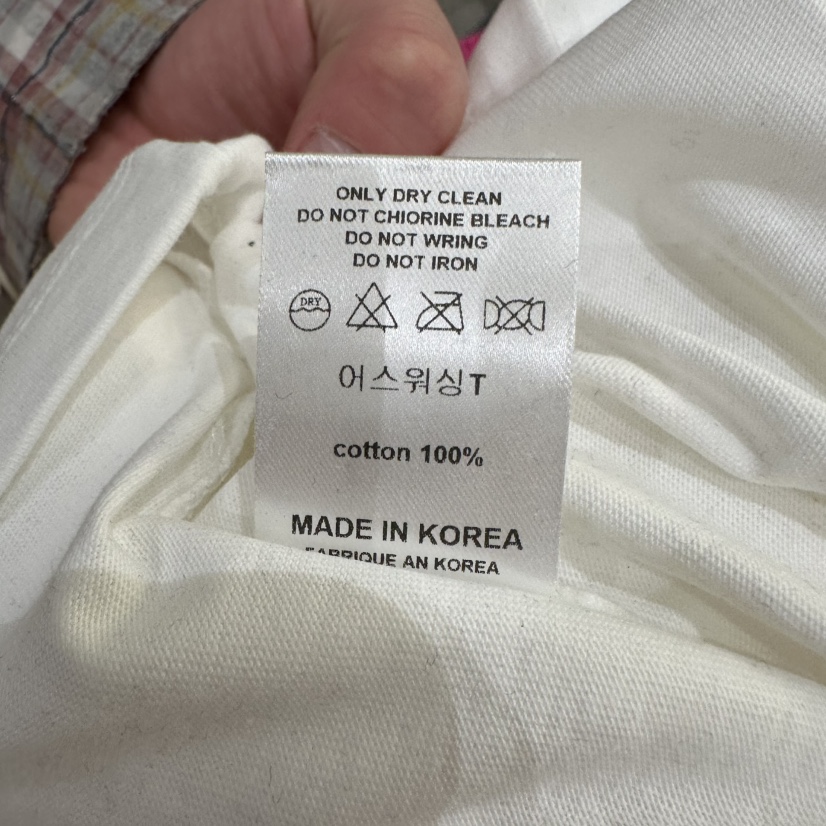 ONLY DRY CLEAN
DO NOT CHIORINE BLEACH
DO NOT WRING
DO NOT IRON
DRY
어스워싱T
cotton 100%
MADE IN KOREA
FABRIQUE AN KOREA